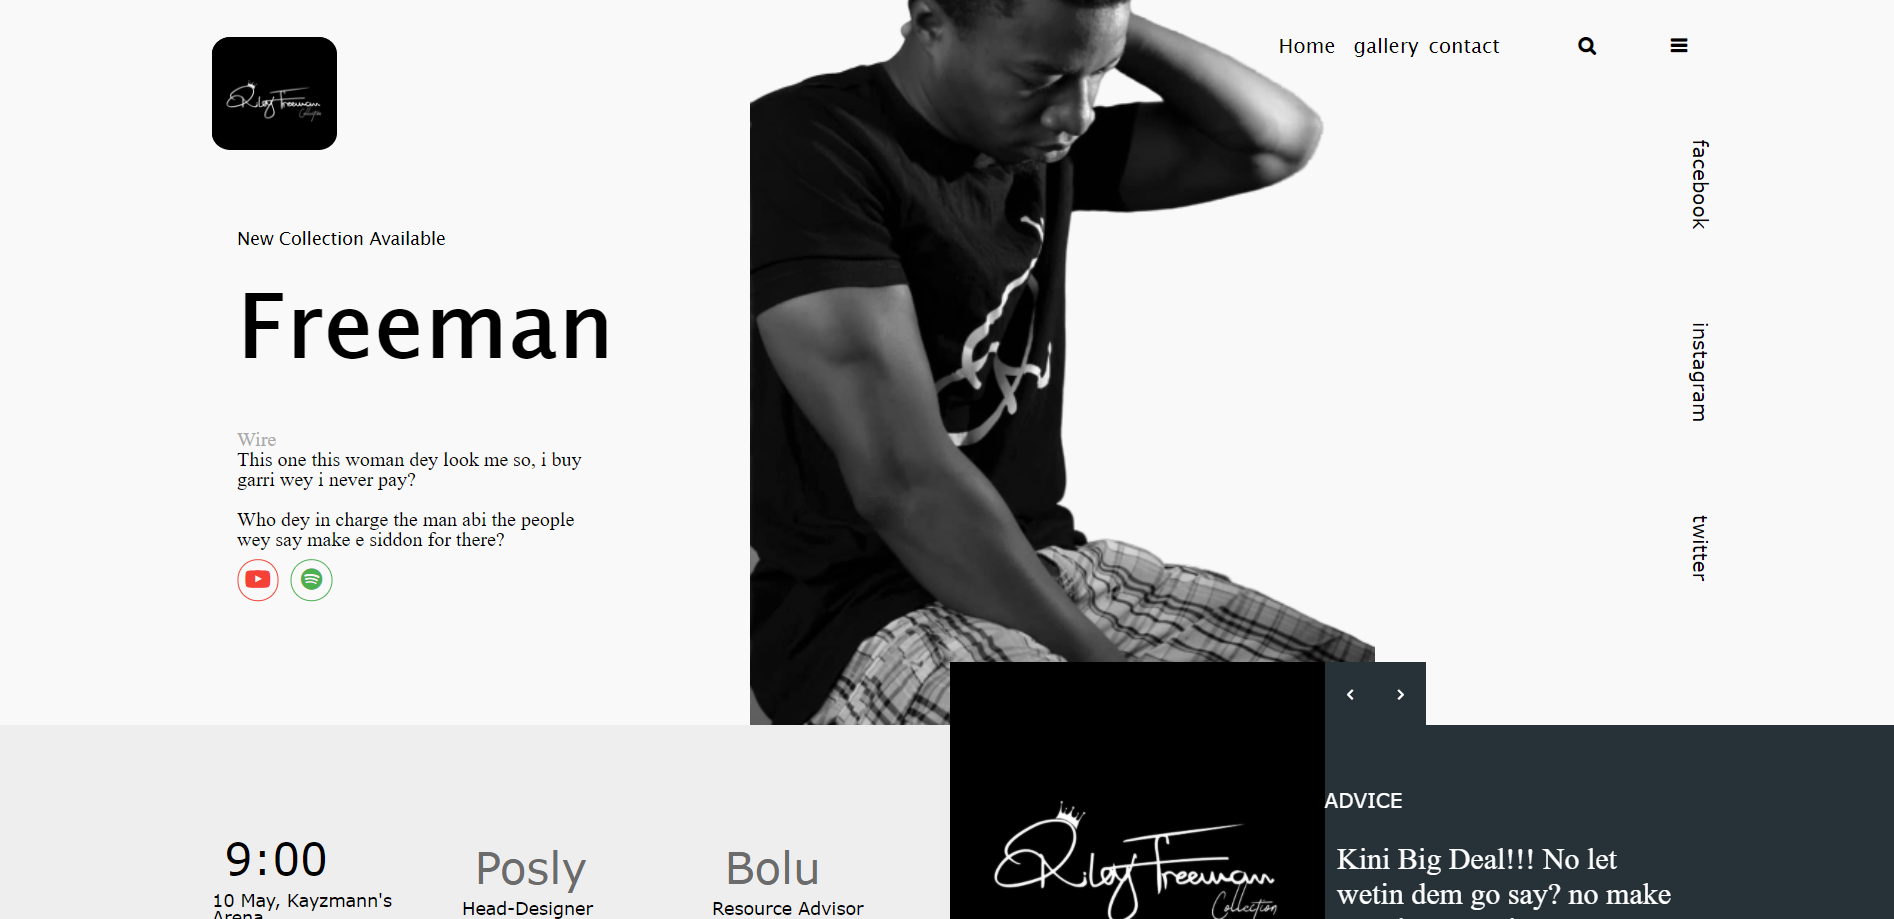 Home gallery contact
Riley Freeman
Collection
facebook
New Collection Available
Freeman
instagram
Wire
This one this woman dey look me so, i buy
garri wey i never pay?
Who dey in charge the man abi the people
wey say make e siddon for there?
twitter
ADVICE
9:00
10 May, Kayzmann's
Arena
Posly
Head-Designer
Bolu
Resource Advisor
Riley Freeman
Collection
Kini Big Deal!!! No let
wetin dem go say? no make